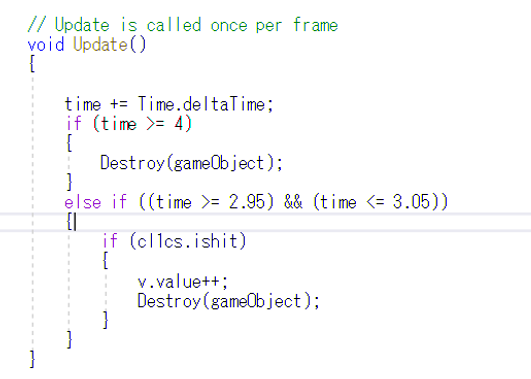 // Update is called once per frame
void Update()
{
time += Time.deltaTime;
if (time >= 4)
{
Destroy(gameObject);
}
else if ((time >= 2.95) && (time <= 3.05))
{
if (cl1cs.ishit)
{
v.value++;
Destroy(gameObject);
}
}
}